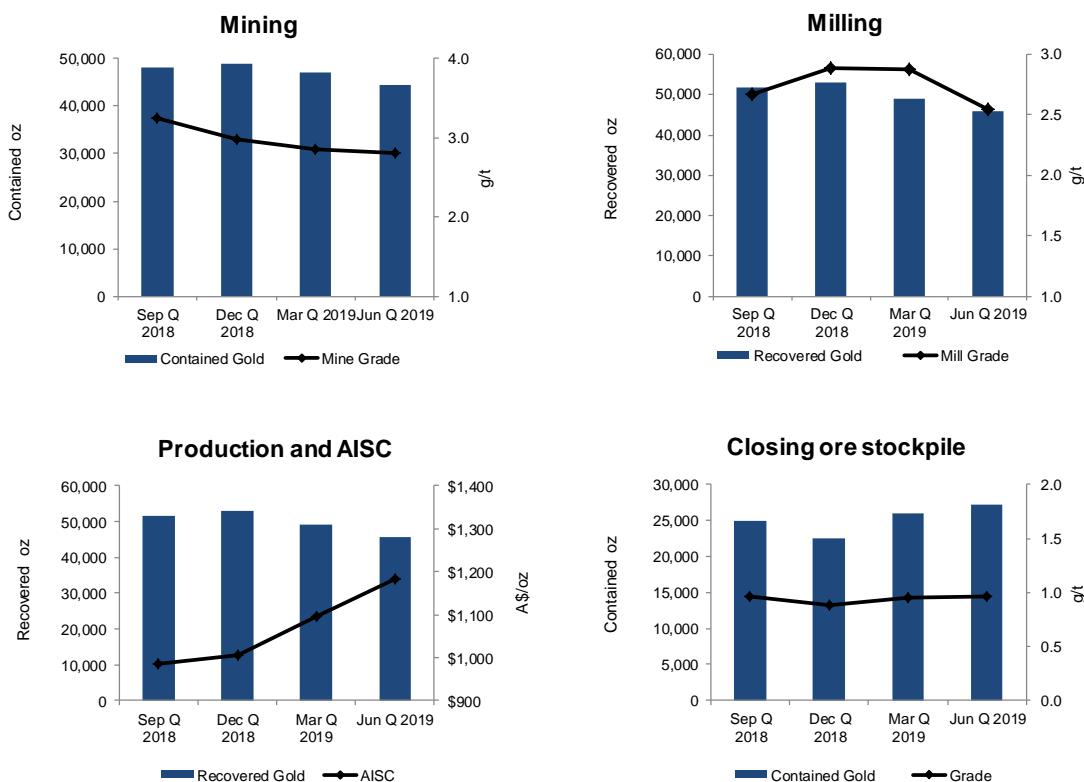 Mining
50,000
40,000
30,000
20,000
10,000
0
Contained oz
4.0
3.0
2.0
1.0
g/t
Sep Q
2018
Dec Q
2018
Mar Q 2019
Jun Q 2019
Contained Gold
Mine Grade
Milling
60,000
50,000
40,000
30,000
20,000
10,000
0
Recovered oz
3.0
2.5
2.0
1.5
1.0
g/t
Sep Q
2018
Dec Q
2018
Mar Q
2019
Jun Q 2019
Recovered Gold
Mill Grade
Production and AISC
60,000
50,000
40,000
30,000
20,000
10,000
0
Recovered oz
$1,400
$1,300
$1,200
$1,100
$1,000
$900
A$/oz
Sep Q
2018
Dec Q
2018
Mar Q
2019
Jun Q 2019
Recovered Gold
AISC
Closing ore stockpile
30,000
25,000
20,000
15,000
10,000
5,000
0
Contained oz
2.0
1.5
1.0
0.5
0.0
g/t
Sep Q
2018
Dec Q
2018
Mar Q
2019
Jun Q 2019
Contained Gold
Grade